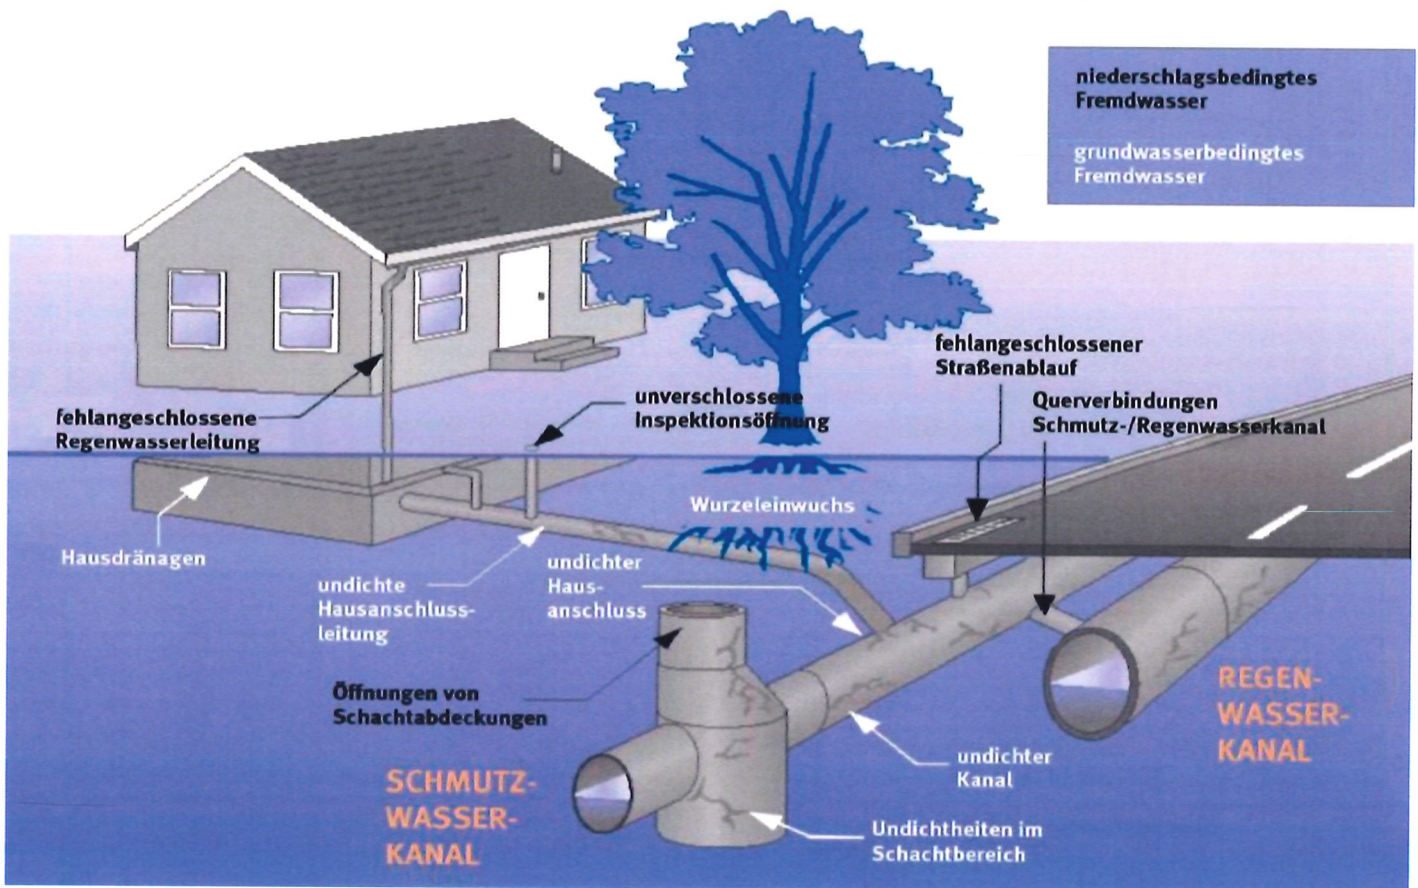 niederschlagsbedingtes
Fremdwasser
grundwasserbedingtes
Fremdwasser
fehlangeschlossener
Straßenablauf
unverschlossene
Inspektionsöffnung
Querverbindungen
Schmutz-/Regenwasserkanal
fehlangeschlossene
Regenwasserleitung
Wurzeleinwuchs
Hausdränagen
undichte
Hausanschluss-
leitung
undichter
Haus-
anschluss
Öffnungen von
Schachtabdeckungen
REGEN-
WASSER-
KANAL
undichter
Kanal
SCHMUTZ-
WASSER-
KANAL
Undichtheiten im
Schachtbereich